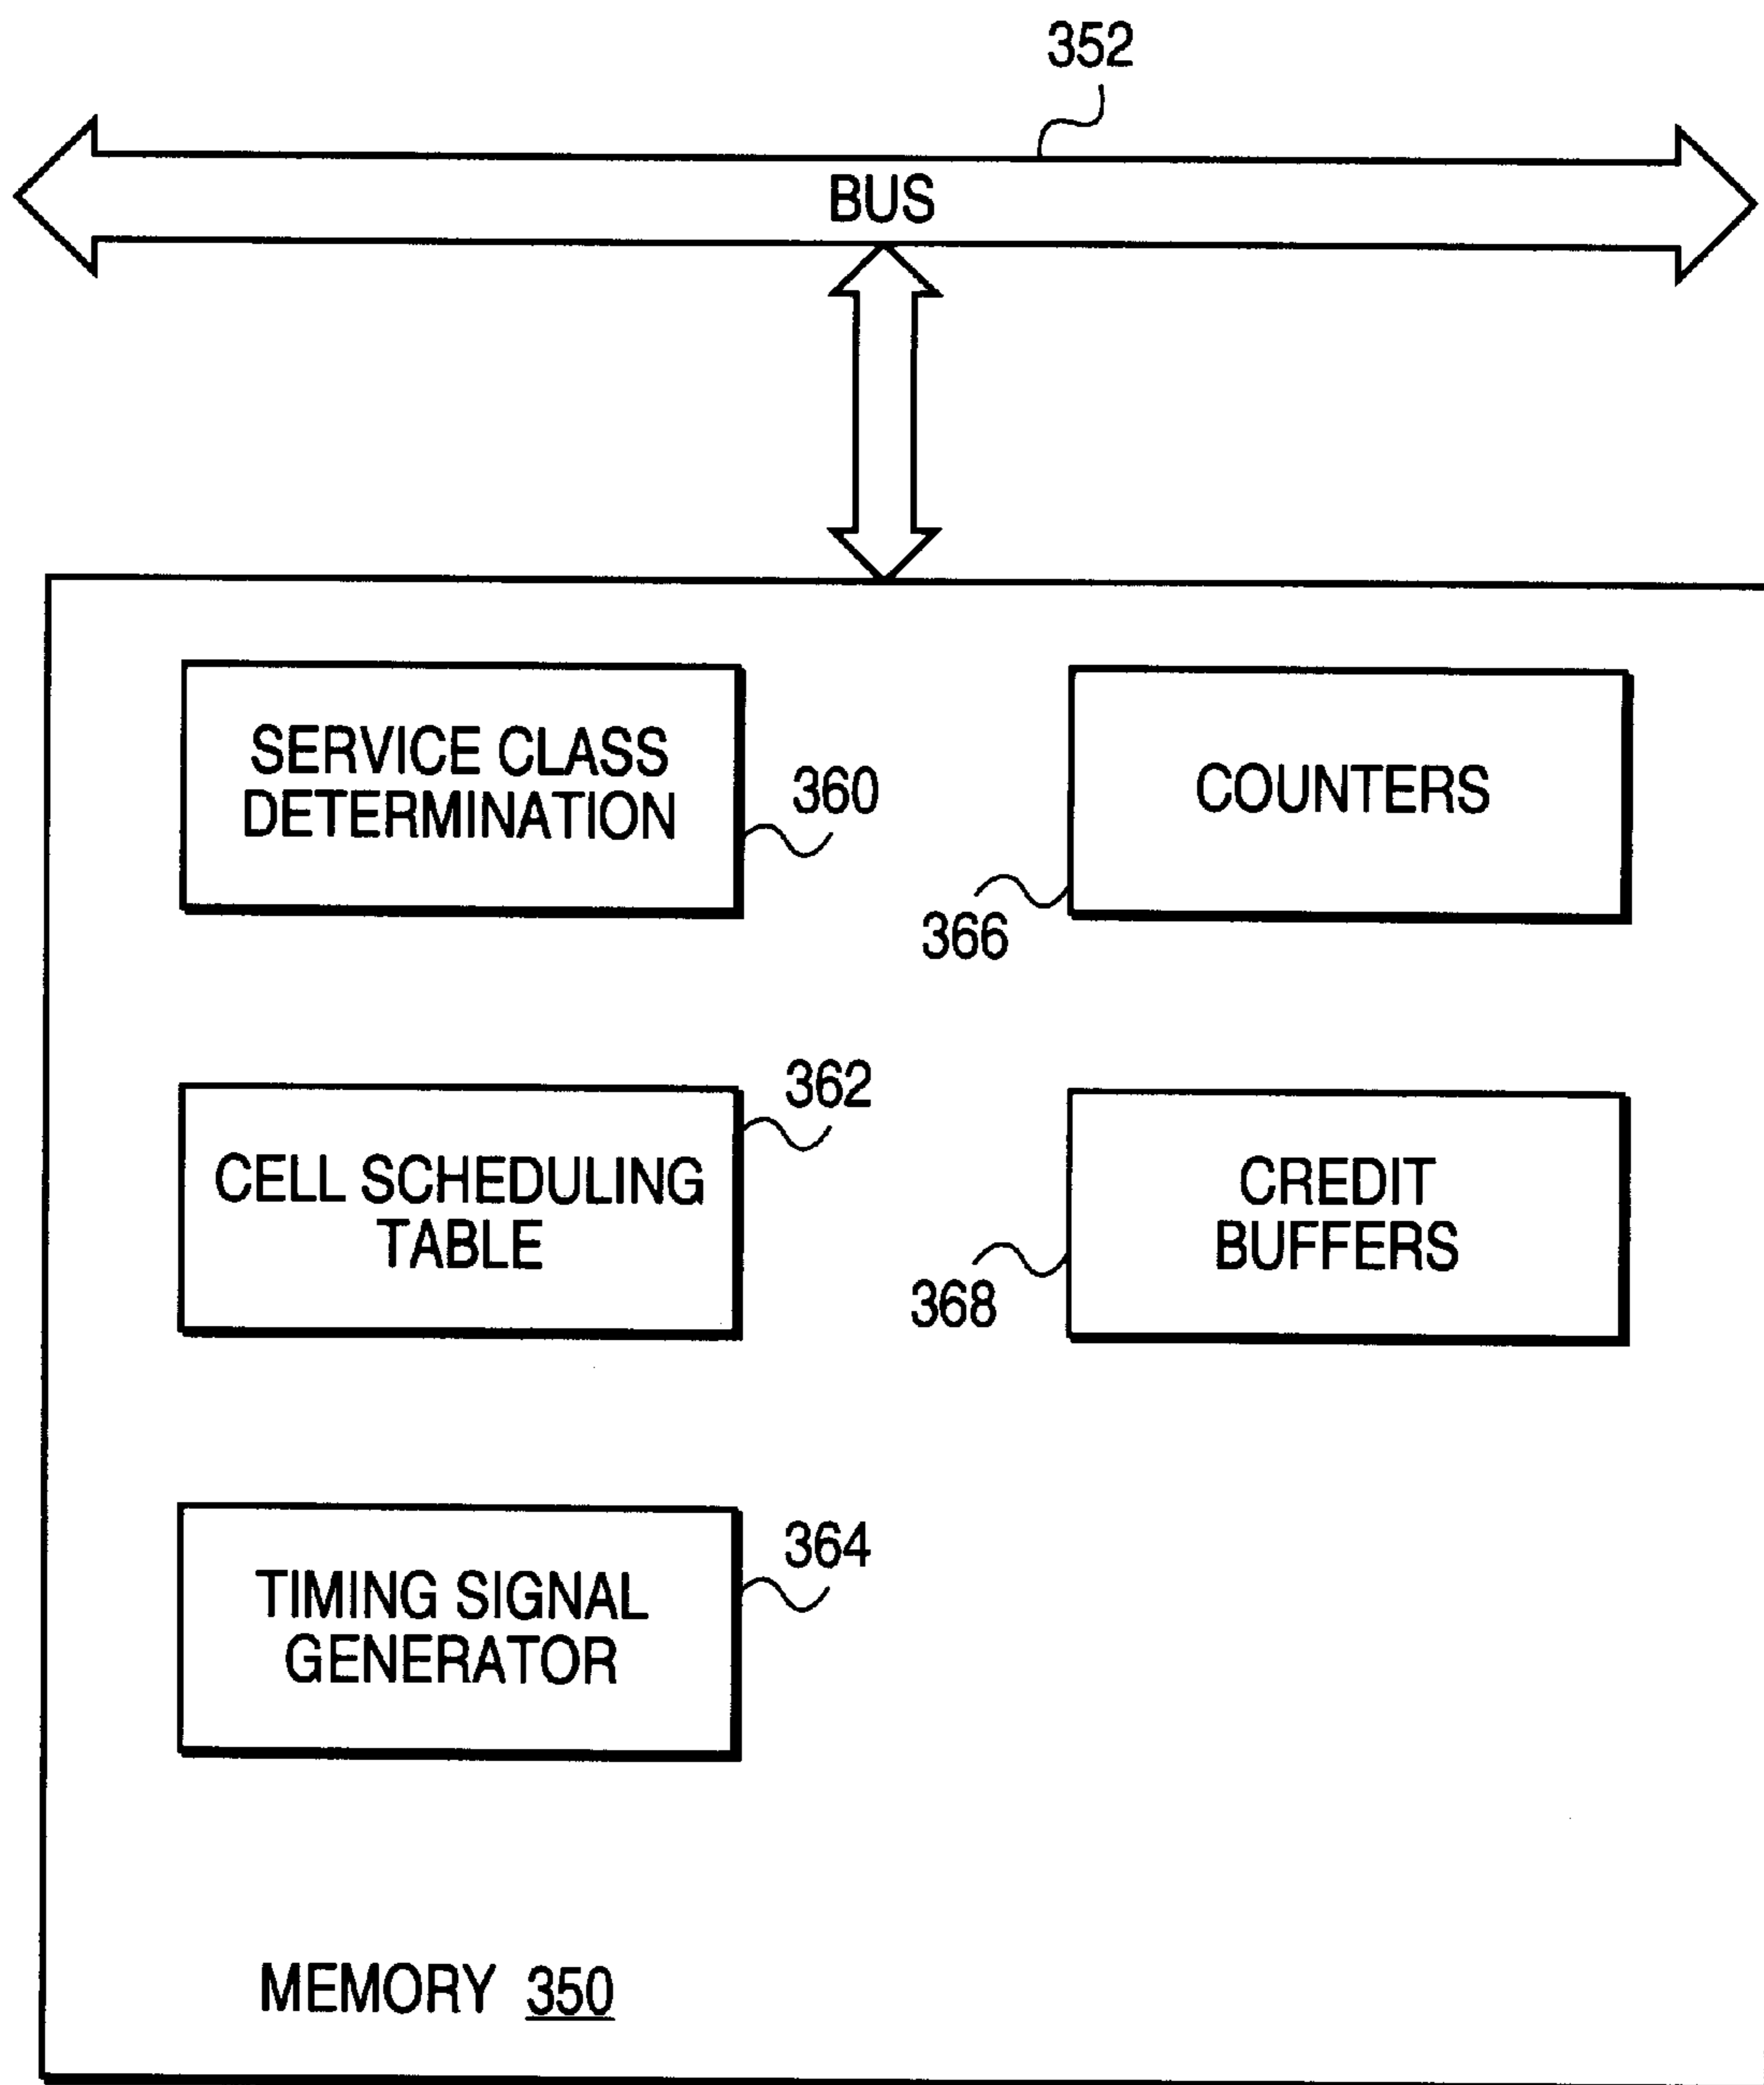 352
BUS
SERVICE CLASS
DETERMINATION
360
COUNTERS
366
362
CELL SCHEDULING
TABLE
CREDIT
BUFFERS
368
364
TIMING SIGNAL
GENERATOR
MEMORY 350